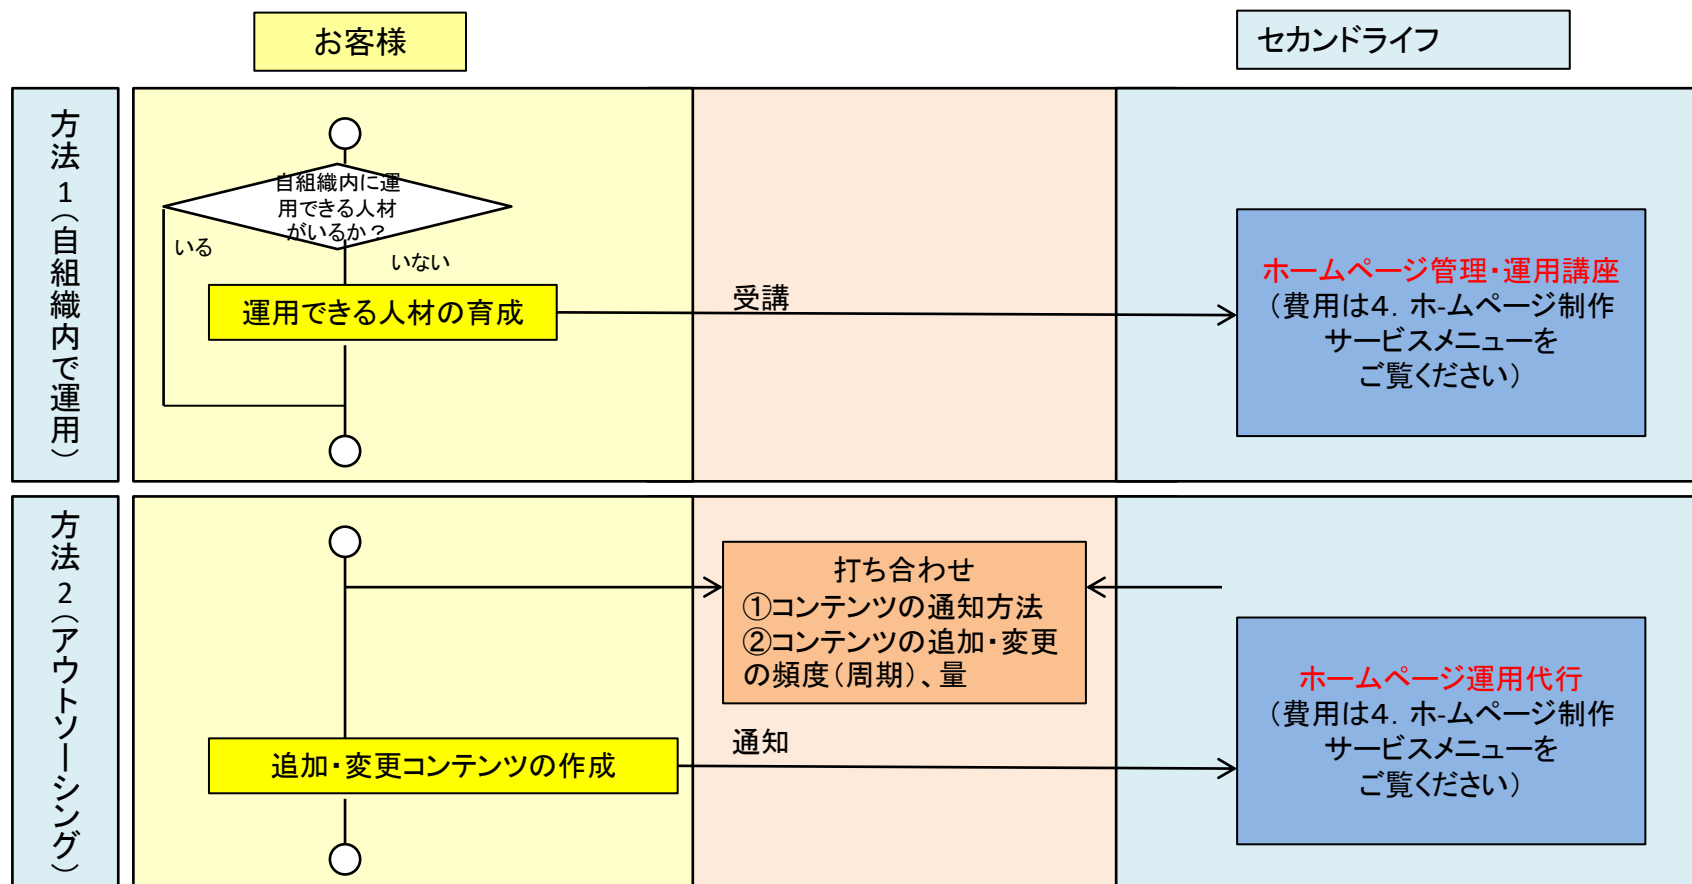 お客様
セカンドライフ
方法1(自組織内で運用)
自組織内に運
用できる人材
がいるか?
いる
いない
運用できる人材の育成
受講
ホームページ管理・運用講座
(費用は4．ホ-ムページ制作
サービスメニューを
ご覧ください)
方法2(アウトソーシング)
打ち合わせ
①コンテンツの通知方法
②コンテンツの追加・変更
の頻度(周期)、量
追加・変更コンテンツの作成
通知
ホームページ運用代行
(費用は4．ホ-ムページ制作
サービスメニューを
ご覧ください)